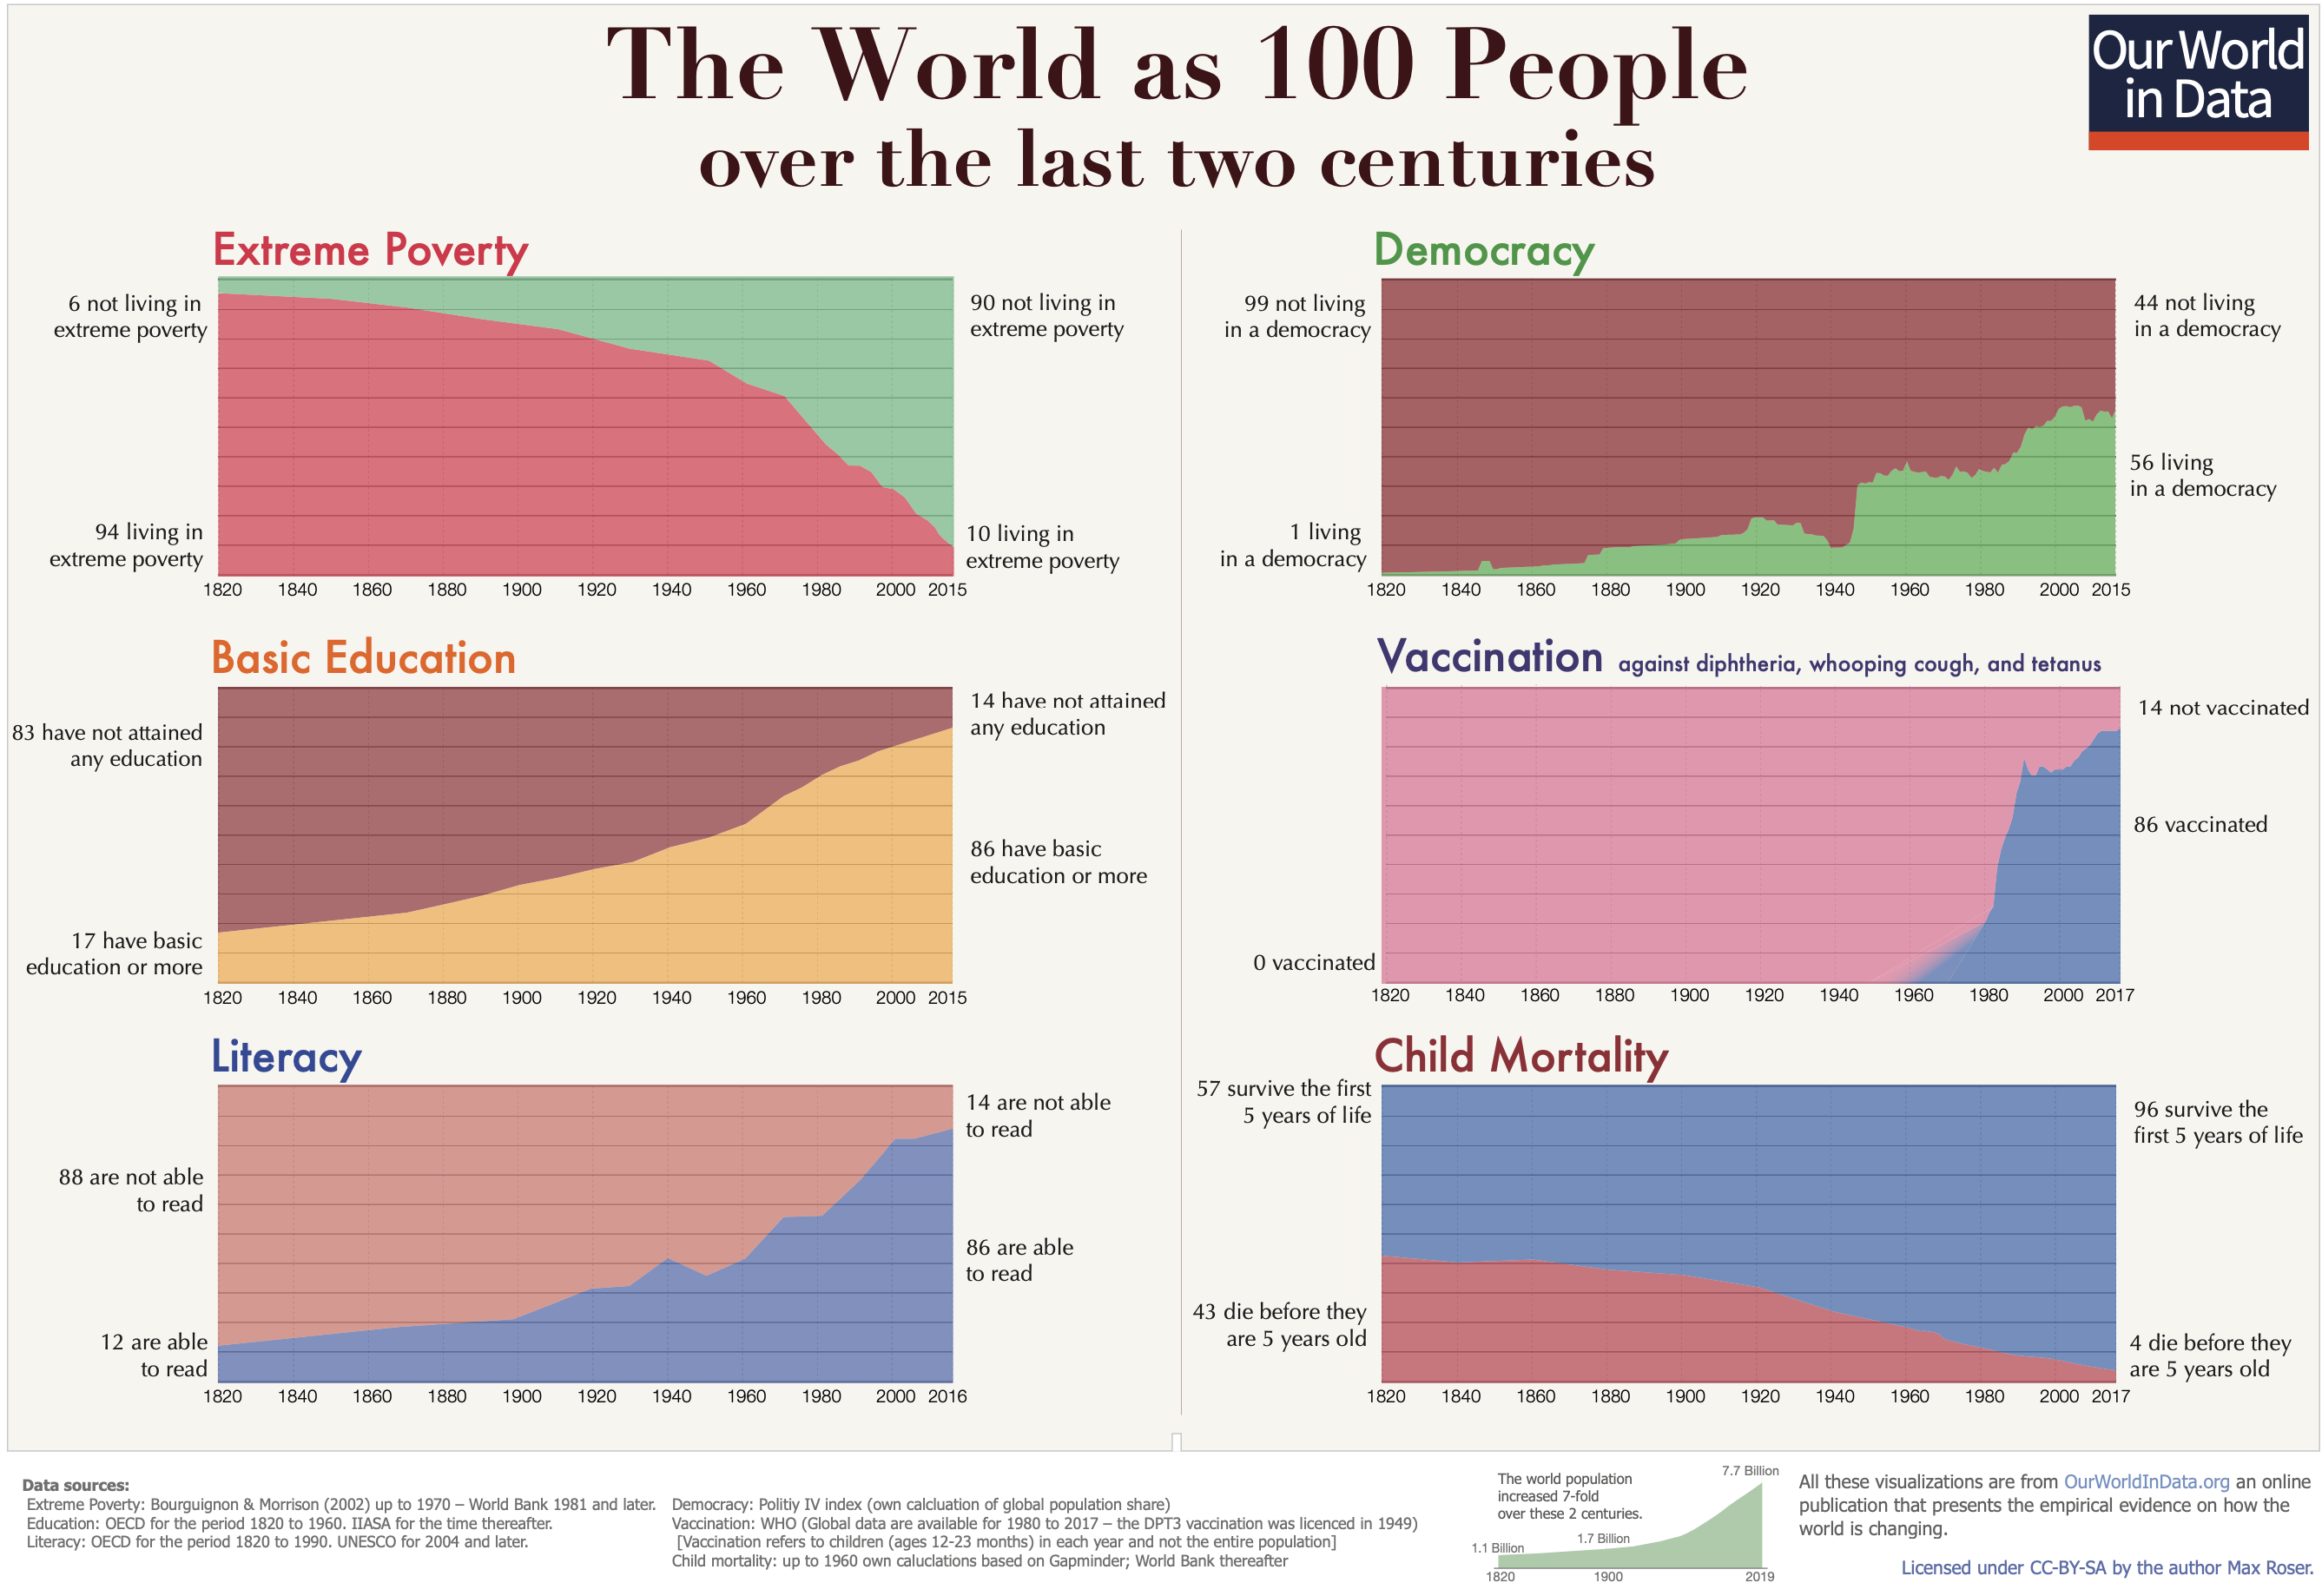 The World as 100 People
over the last two centuries
Our World
in Data
Extreme Poverty
6 not living in
extreme poverty
94 living in
extreme poverty
90 not living in
extreme poverty
10 living in
extreme poverty
1820 1840 1860 1880 1900 1920 1940 1960 1980 2000 2015
Basic Education
83 have not attained
any education
17 have basic
education or more
14 have not attained
any education
86 have basic
education or more
1820 1840 1860 1880 1900 1920 1940 1960 1980 2000 2015
Literacy
88 are not able
to read
12 are able
to read
14 are not able
to read
86 are able
to read
1820 1840 1860 1880 1900 1920 1940 1960 1980 2000 2016
Democracy
99 not living
in a democracy
1 living
in a democracy
44 not living
in a democracy
56 living
in a democracy
1820 1840 1860 1880 1900 1920 1940 1960 1980 2000 2015
Vaccination against diphtheria, whooping cough, and tetanus
0 vaccinated
14 not vaccinated
86 vaccinated
1820 1840 1860 1880 1900 1920 1940 1960 1980 2000 2017
Child Mortality
57 survive the first
5 years of life
43 die before they
are 5 years old
96 survive the
first 5 years of life
4 die before they
are 5 years old
1820 1840 1860 1880 1900 1920 1940 1960 1980 2000 2017
Data sources:
Extreme Poverty: Bourguignon & Morrison (2002) up to 1970 – World Bank 1981 and later.
Education: OECD for the period 1820 to 1960. IIASA for the time thereafter.
Literacy: OECD for the period 1820 to 1990. UNESCO for 2004 and later.
Democracy: Politiy IV index (own calcluation of global population share)
Vaccination: WHO (Global data are available for 1980 to 2017 – the DPT3 vaccination was licenced in 1949)
[Vaccination refers to children (ages 12-23 months) in each year and not the entire population]
Child mortality: up to 1960 own caluclations based on Gapminder; World Bank thereafter
The world population
increased 7-fold
over these 2 centuries.
1.1 Billion
1.7 Billion
7.7 Billion
1820 1900 2019
All these visualizations are from OurWorldInData.org an online
publication that presents the empirical evidence on how the
world is changing.
Licensed under CC-BY-SA by the author Max Roser.